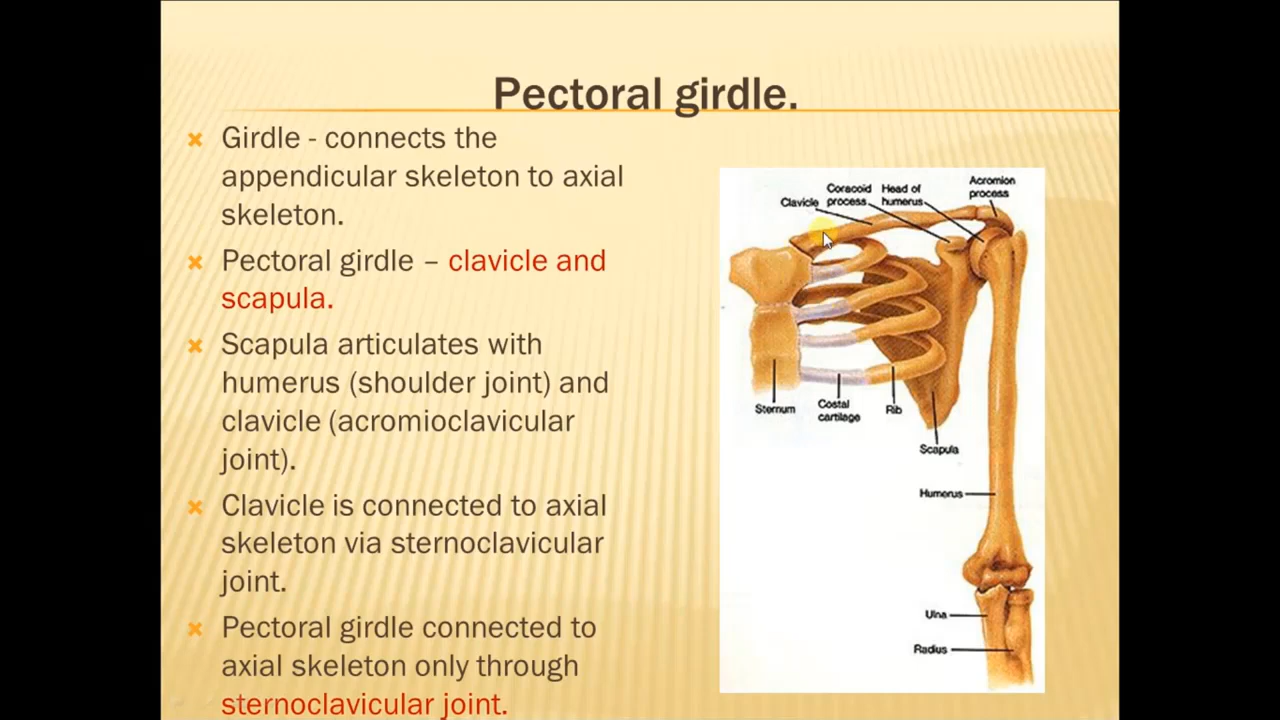 Pectoral girdle.
Girdle - connects the
appendicular skeleton to axial
skeleton.
Pectoral girdle – clavicle and
scapula.
Scapula articulates with
humerus (shoulder joint) and
clavicle (acromioclavicular
joint).
Clavicle is connected to axial
skeleton via sternoclavicular
joint.
Pectoral girdle connected to
axial skeleton only through
sternoclavicular joint.
Clavicle
Coracoid
process
Head of
humerus
Acromion
process
Sternum
Costal
cartilage
Rib
Scapula
Humerus
Ulna
Radius